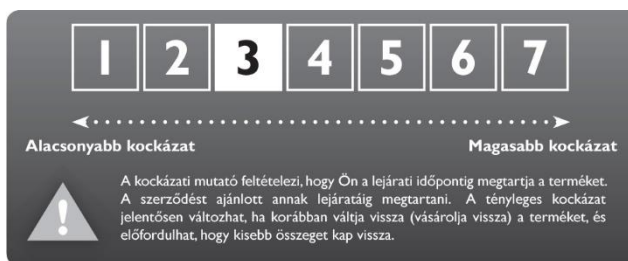 1 2 3 4 5 6 7
Alacsonyabb kockázat Magasabb kockázat
A kockázati mutató feltételezi, hogy Ön a lejárati időpontig megtartja a terméket.
A szerződést ajánlott annak lejáratáig megtartani. A tényleges kockázat
jelentősen változhat, ha korábban váltja vissza (vásárolja vissza) a terméket, és
előfordulhat, hogy kisebb összeget kap vissza.